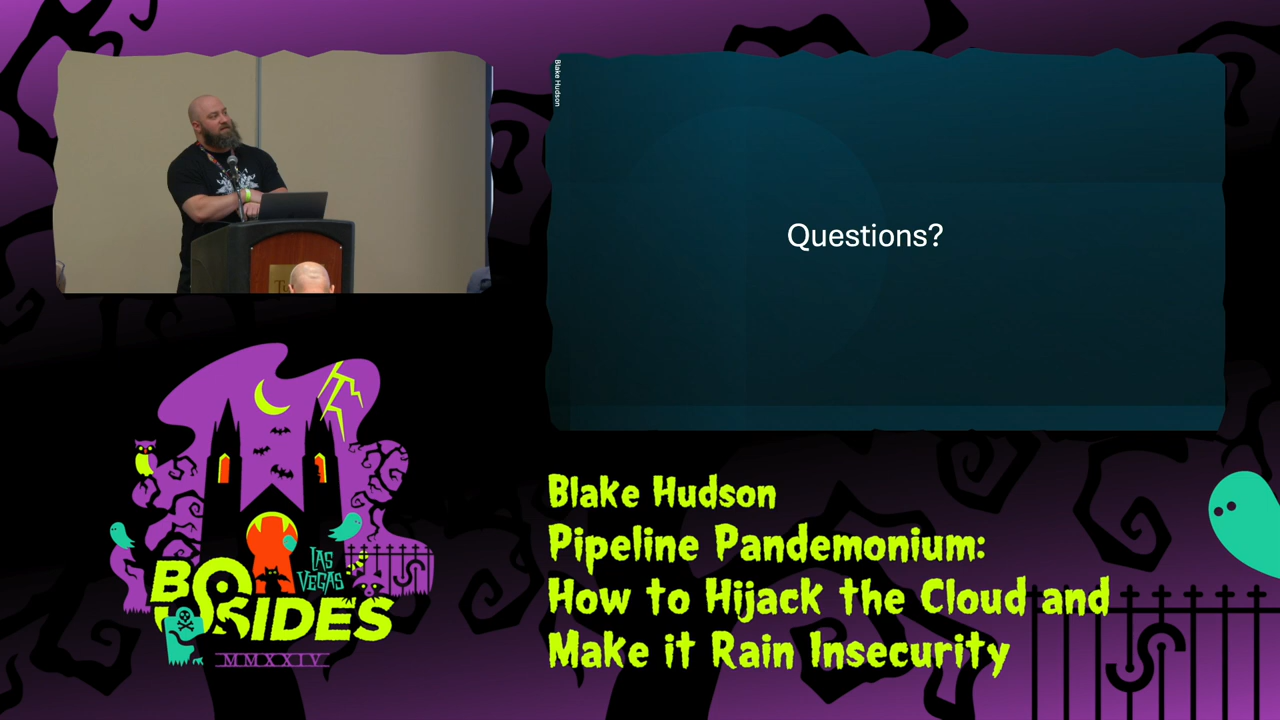 Blake Hudson
Questions?
LAS
VEGAS
BSIDES
MMXXIV
Blake Hudson
Pipeline Pandemonium:
How to Hijack the Cloud and
Make it Rain Insecurity